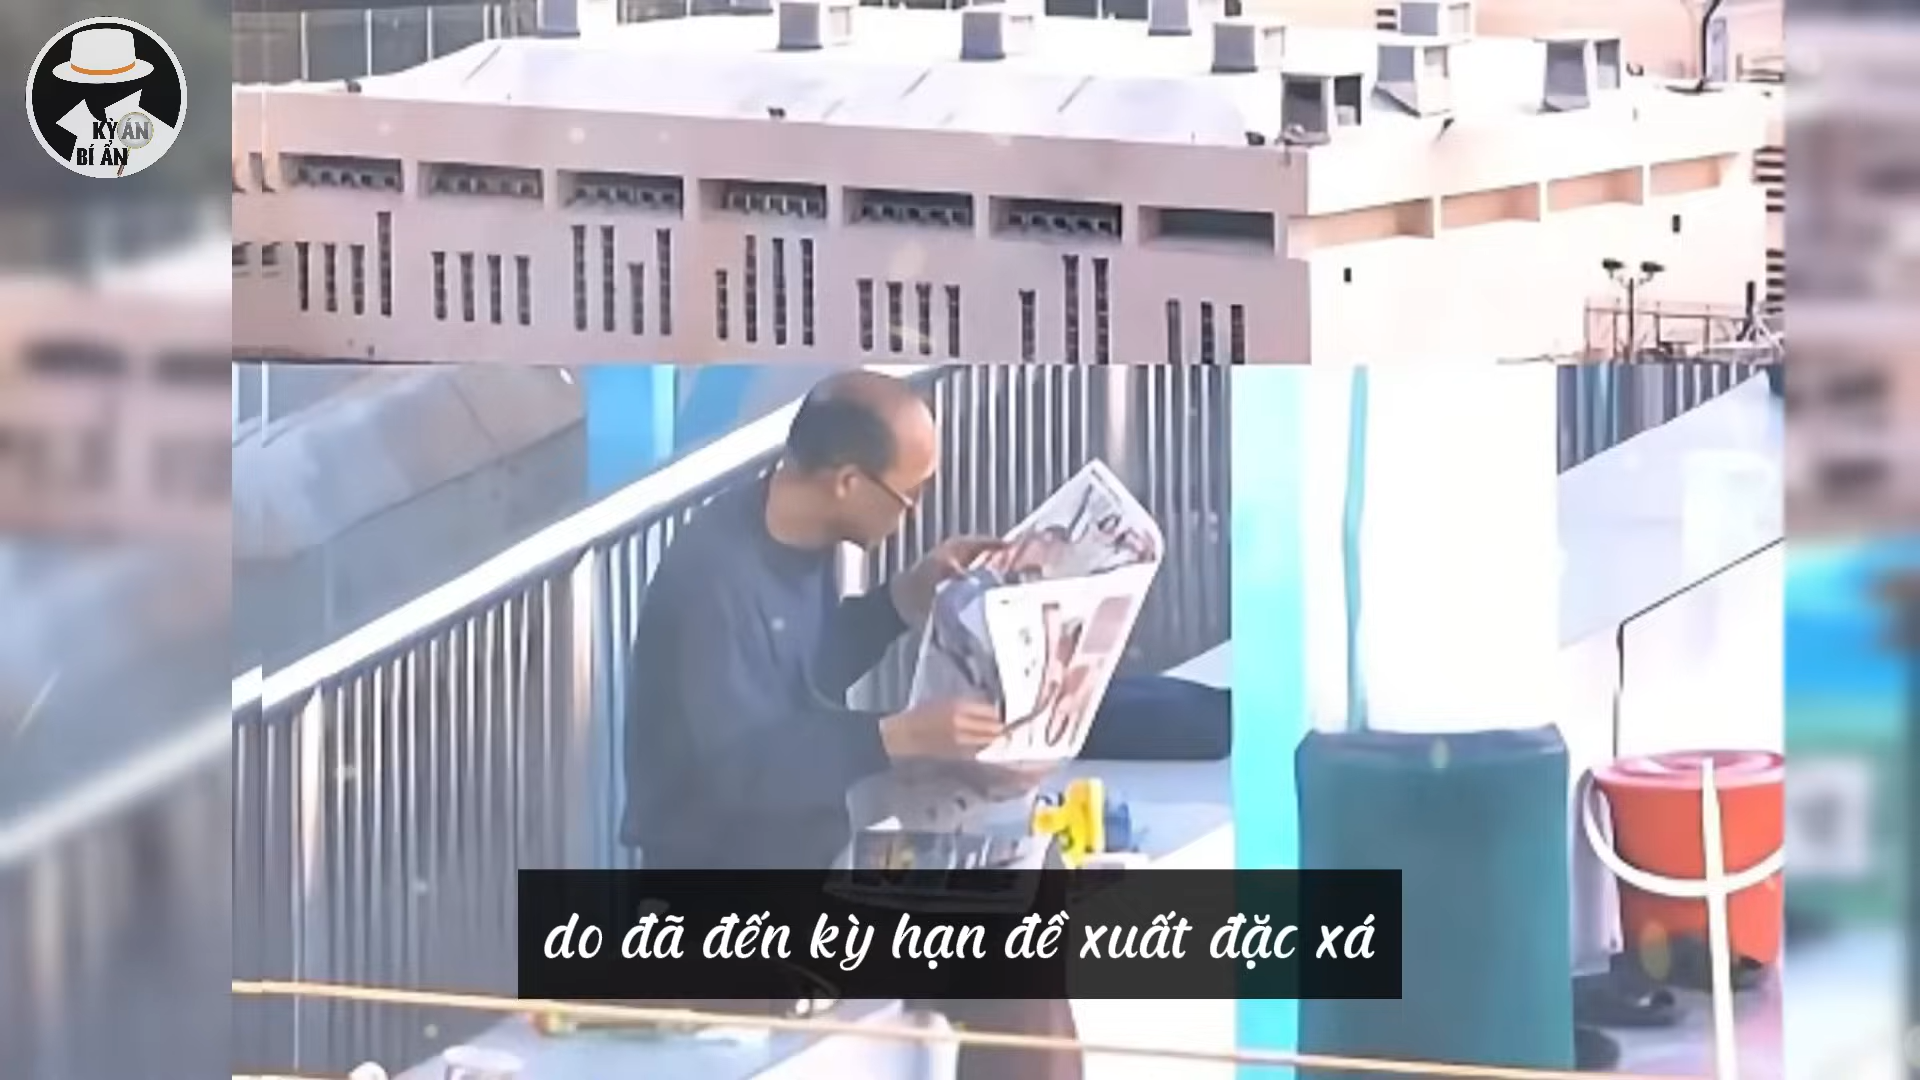 KỲ ÁN
BÍ ẨN
do đã đến kỳ hạn đề xuất đặc xá